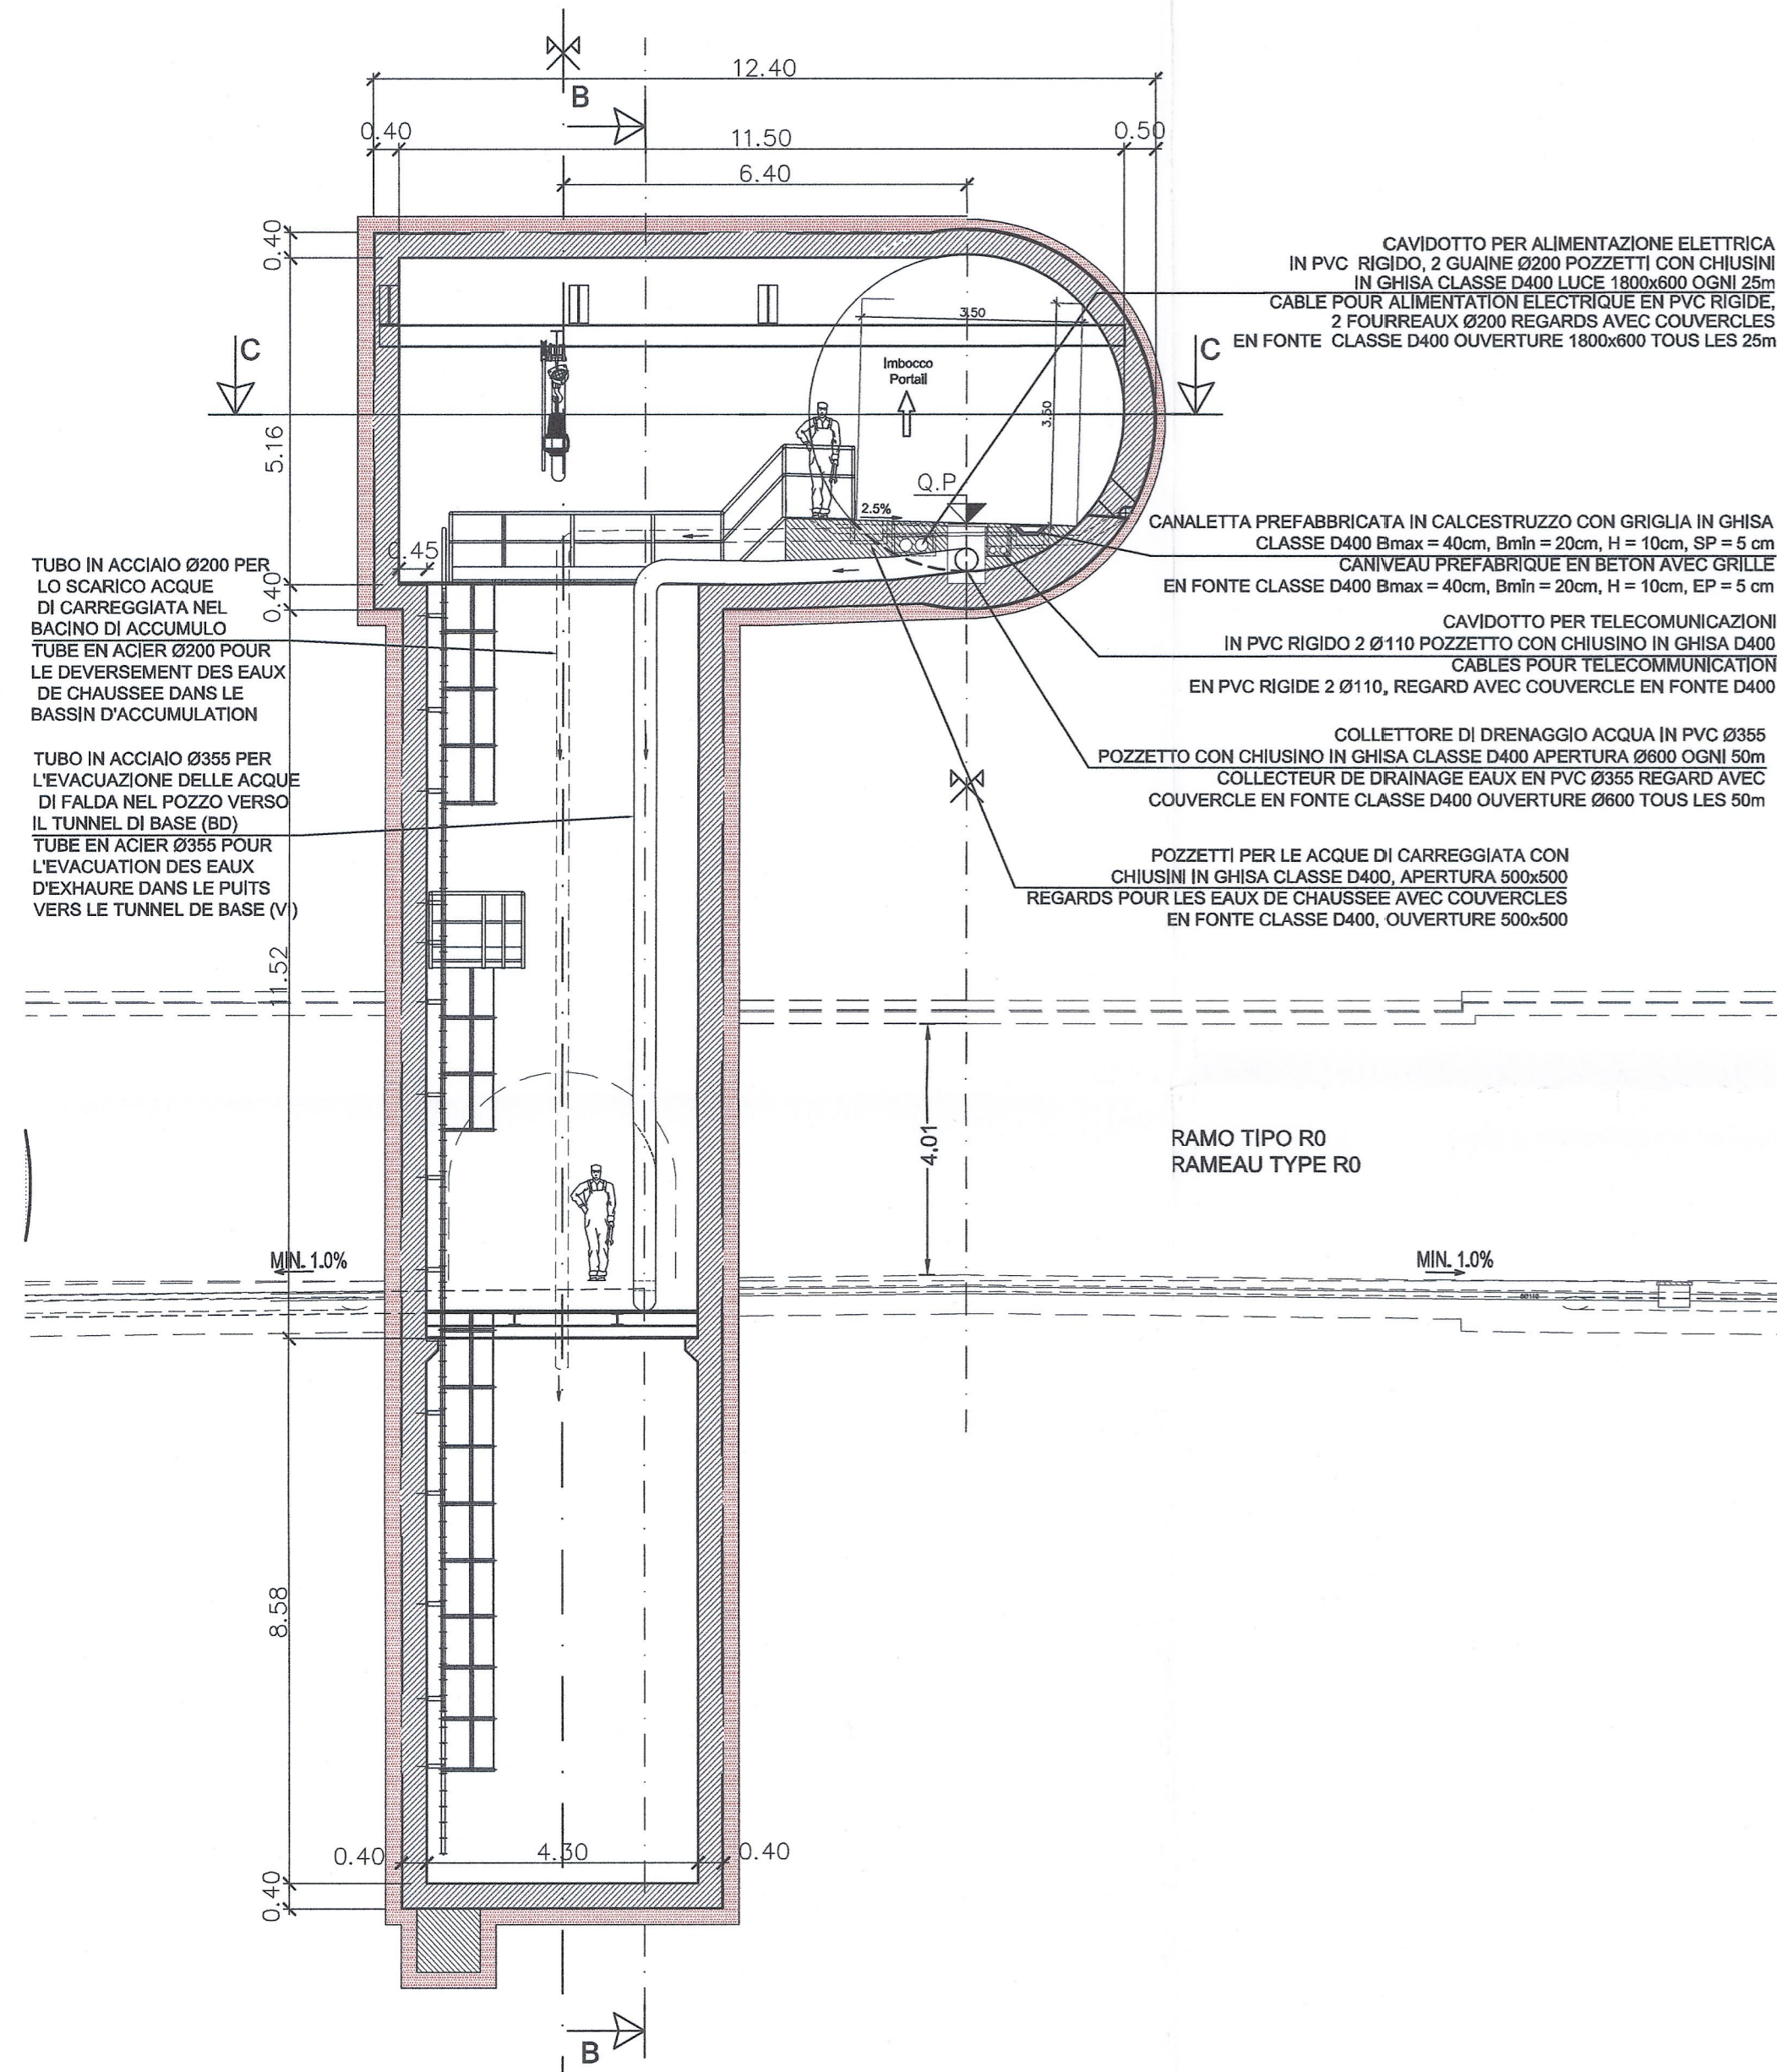 12.40
B
0.40
11.50
0.50
6.40
0.40
CAVIDOTTO PER ALIMENTAZIONE ELETTRICA
IN PVC RIGIDO, 2 GUAINE Ø200 POZZETTI CON CHIUSINI
IN GHISA CLASSE D400 LUCE 1800x600 OGNI 25m
CABLE POUR ALIMENTATION ELECTRIQUE EN PVC RIGIDE,
2 FOURREAUX Ø200 REGARDS AVEC COUVERCLES
EN FONTE CLASSE D400 OUVERTURE 1800x600 TOUS LES 25m
3.50
C
C
Imbocco
Portail
3.50
5.16
Q.P
2.5%
CANALETTA PREFABBRICATA IN CALCESTRUZZO CON GRIGLIA IN GHISA
CLASSE D400 Bmax = 40cm, Bmin = 20cm, H = 10cm, SP = 5 cm
CANIVEAU PREFABRIQUE EN BETON AVEC GRILLE
EN FONTE CLASSE D400 Bmax = 40cm, Bmin = 20cm, H = 10cm, EP = 5 cm
0.45
0.40
TUBO IN ACCIAIO Ø200 PER
LO SCARICO ACQUE
DI CARREGGIATA NEL
BACINO DI ACCUMULO
TUBE EN ACIER Ø200 POUR
LE DEVERSEMENT DES EAUX
DE CHAUSSEE DANS LE
BASSIN D'ACCUMULATION
CAVIDOTTO PER TELECOMUNICAZIONI
IN PVC RIGIDO 2 Ø110 POZZETTO CON CHIUSINO IN GHISA D400
CABLES POUR TELECOMMUNICATION
EN PVC RIGIDE 2 Ø110, REGARD AVEC COUVERCLE EN FONTE D400
COLLETTORE DI DRENAGGIO ACQUA IN PVC Ø355
POZZETTO CON CHIUSINO IN GHISA CLASSE D400 APERTURA Ø600 OGNI 50m
COLLECTEUR DE DRAINAGE EAUX EN PVC Ø355 REGARD AVEC
COUVERCLE EN FONTE CLASSE D400 OUVERTURE Ø600 TOUS LES 50m
TUBO IN ACCIAIO Ø355 PER
L'EVACUAZIONE DELLE ACQUE
DI FALDA NEL POZZO VERSO
IL TUNNEL DI BASE (BD)
TUBE EN ACIER Ø355 POUR
L'EVACUATION DES EAUX
D'EXHAURE DANS LE PUITS
VERS LE TUNNEL DE BASE (V1)
POZZETTI PER LE ACQUE DI CARREGGIATA CON
CHIUSINI IN GHISA CLASSE D400, APERTURA 500x500
REGARDS POUR LES EAUX DE CHAUSSEE AVEC COUVERCLES
EN FONTE CLASSE D400, OUVERTURE 500x500
11.52
4.01
RAMO TIPO R0
RAMEAU TYPE R0
MIN. 1.0%
MIN. 1.0%
8.58
0.40
4.30
0.40
0.40
B